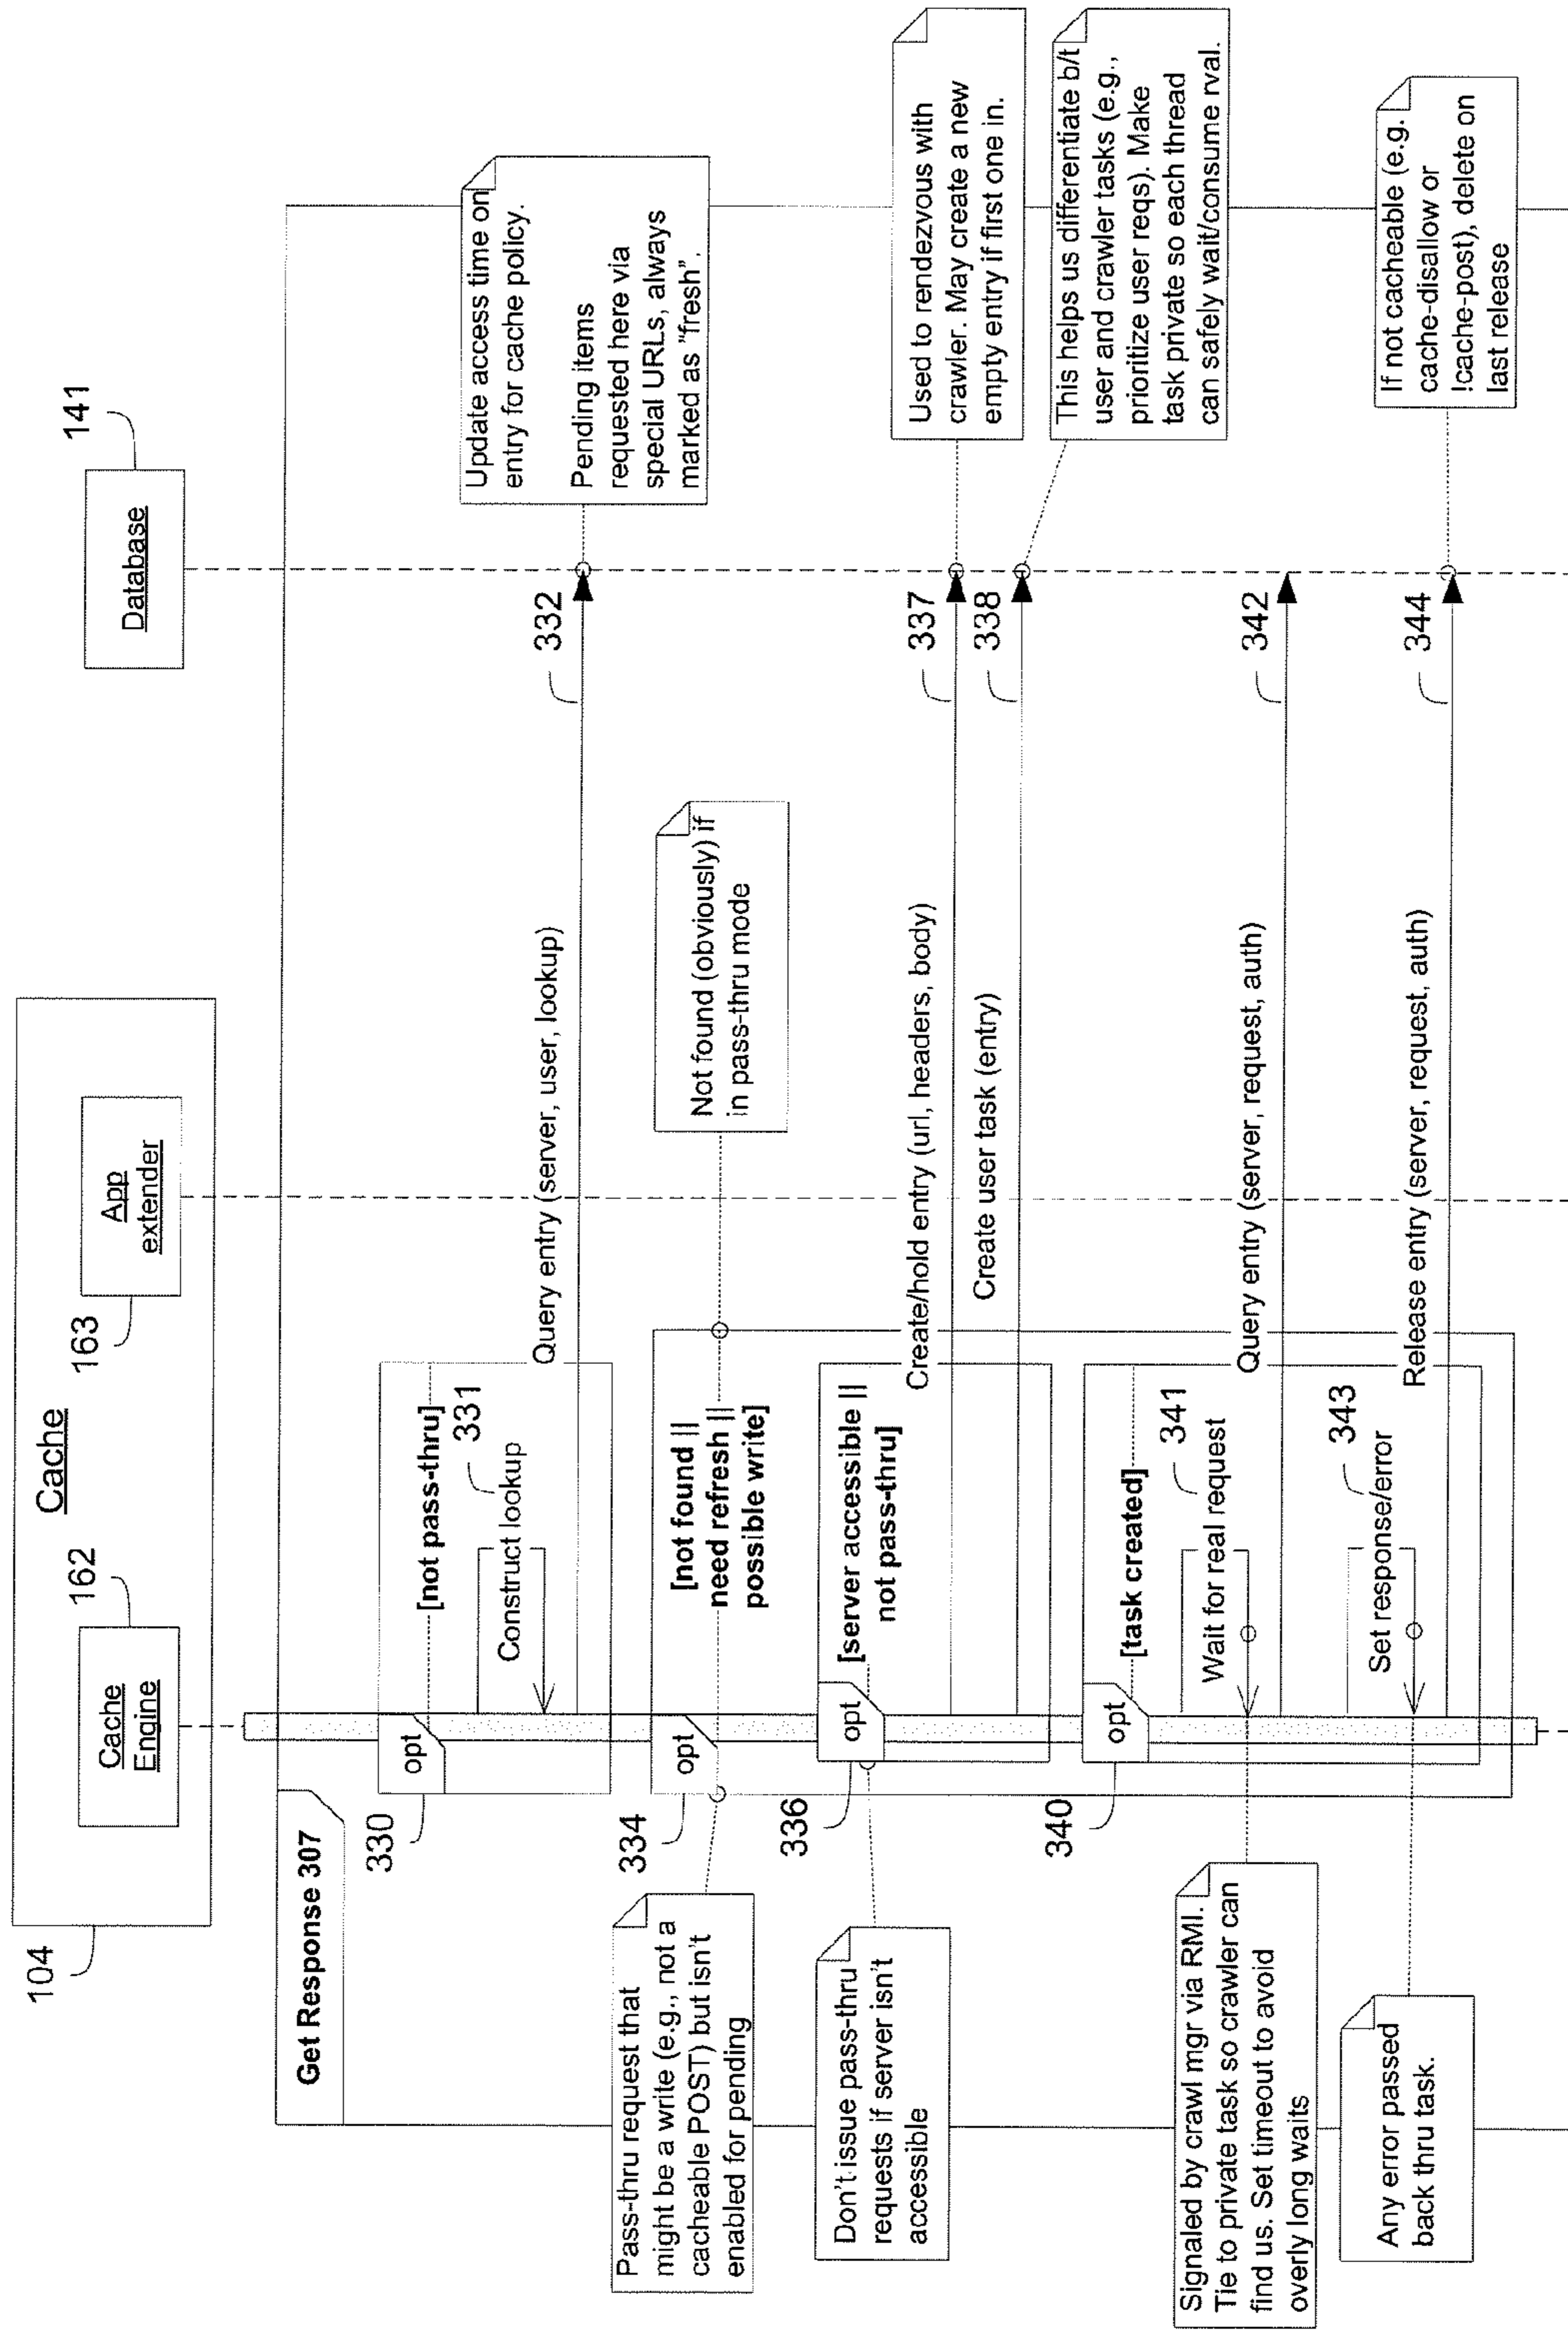 Cache
104
162
Cache
Engine
163
App
extender
Database
141
Get Response 307
330
opt
[not pass-thru]
331
Construct lookup
Query entry (server, user, lookup)
332
Update access time on
entry for cache policy.
Pending items
requested here via
special URLs, always
marked as "fresh".
Pass-thru request that
might be a write (e.g., not a
cacheable POST) but isn't
enabled for pending
334
opt
[not found ||
need refresh ||
possible write]
Not found (obviously) if
in pass-thru mode
Don't issue pass-thru
requests if server isn't
accessible
336
opt
[server accessible ||
not pass-thru]
Create/hold entry (url, headers, body)
337
Used to rendezvous with
crawler. May create a new
empty entry if first one in.
Create user task (entry)
338
This helps us differentiate b/t
user and crawler tasks (e.g.,
prioritize user reqs). Make
task private so each thread
can safely wait/consume rval.
340
opt
[task created]
341
Wait for real request
Signaled by crawl mgr via RMI.
Tie to private task so crawler can
find us. Set timeout to avoid
overly long waits
Query entry (server, request, auth)
342
343
Set response/error
Any error passed
back thru task.
Release entry (server, request, auth)
344
If not cacheable (e.g.
cache-disallow or
!cache-post), delete on
last release